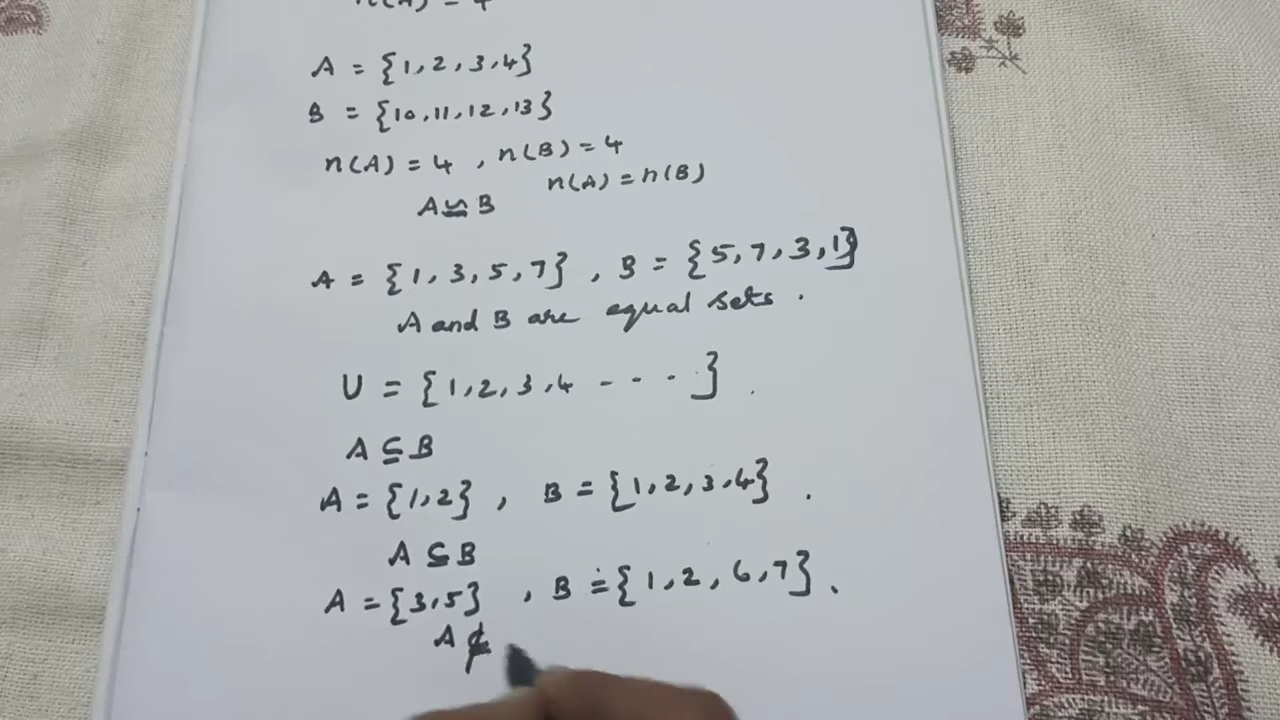 n(A) = 4
A = {1, 2, 3, 4}
B = {10, 11, 12, 13}
n(A) = 4 , n(B) = 4
n(A) = n(B)
A ≌ B
A = {1, 3, 5, 7} , B = {5, 7, 3, 1}
A and B are equal sets .
U = {1, 2, 3, 4 - - - }
A ⊆ B
A = {1, 2} , B = {1, 2, 3, 4} .
A ⊆ B
A = {3, 5} , B = {1, 2, 6, 7} .
A ⊈